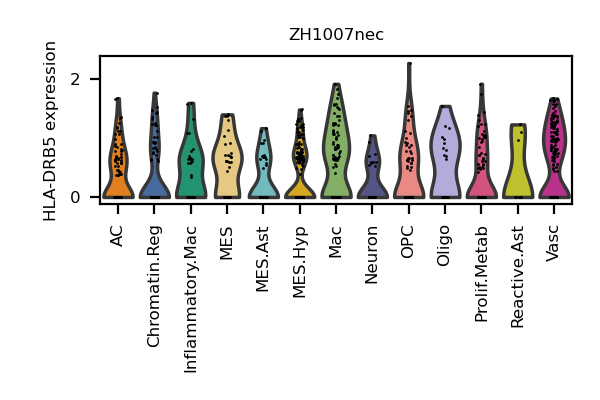 ZH1007nec
HLA-DRB5 expression
2
0
AC
Chromatin.Reg
Inflammatory.Mac
MES
MES.Ast
MES.Hyp
Mac
Neuron
OPC
Oligo
Prolif.Metab
Reactive.Ast
Vasc